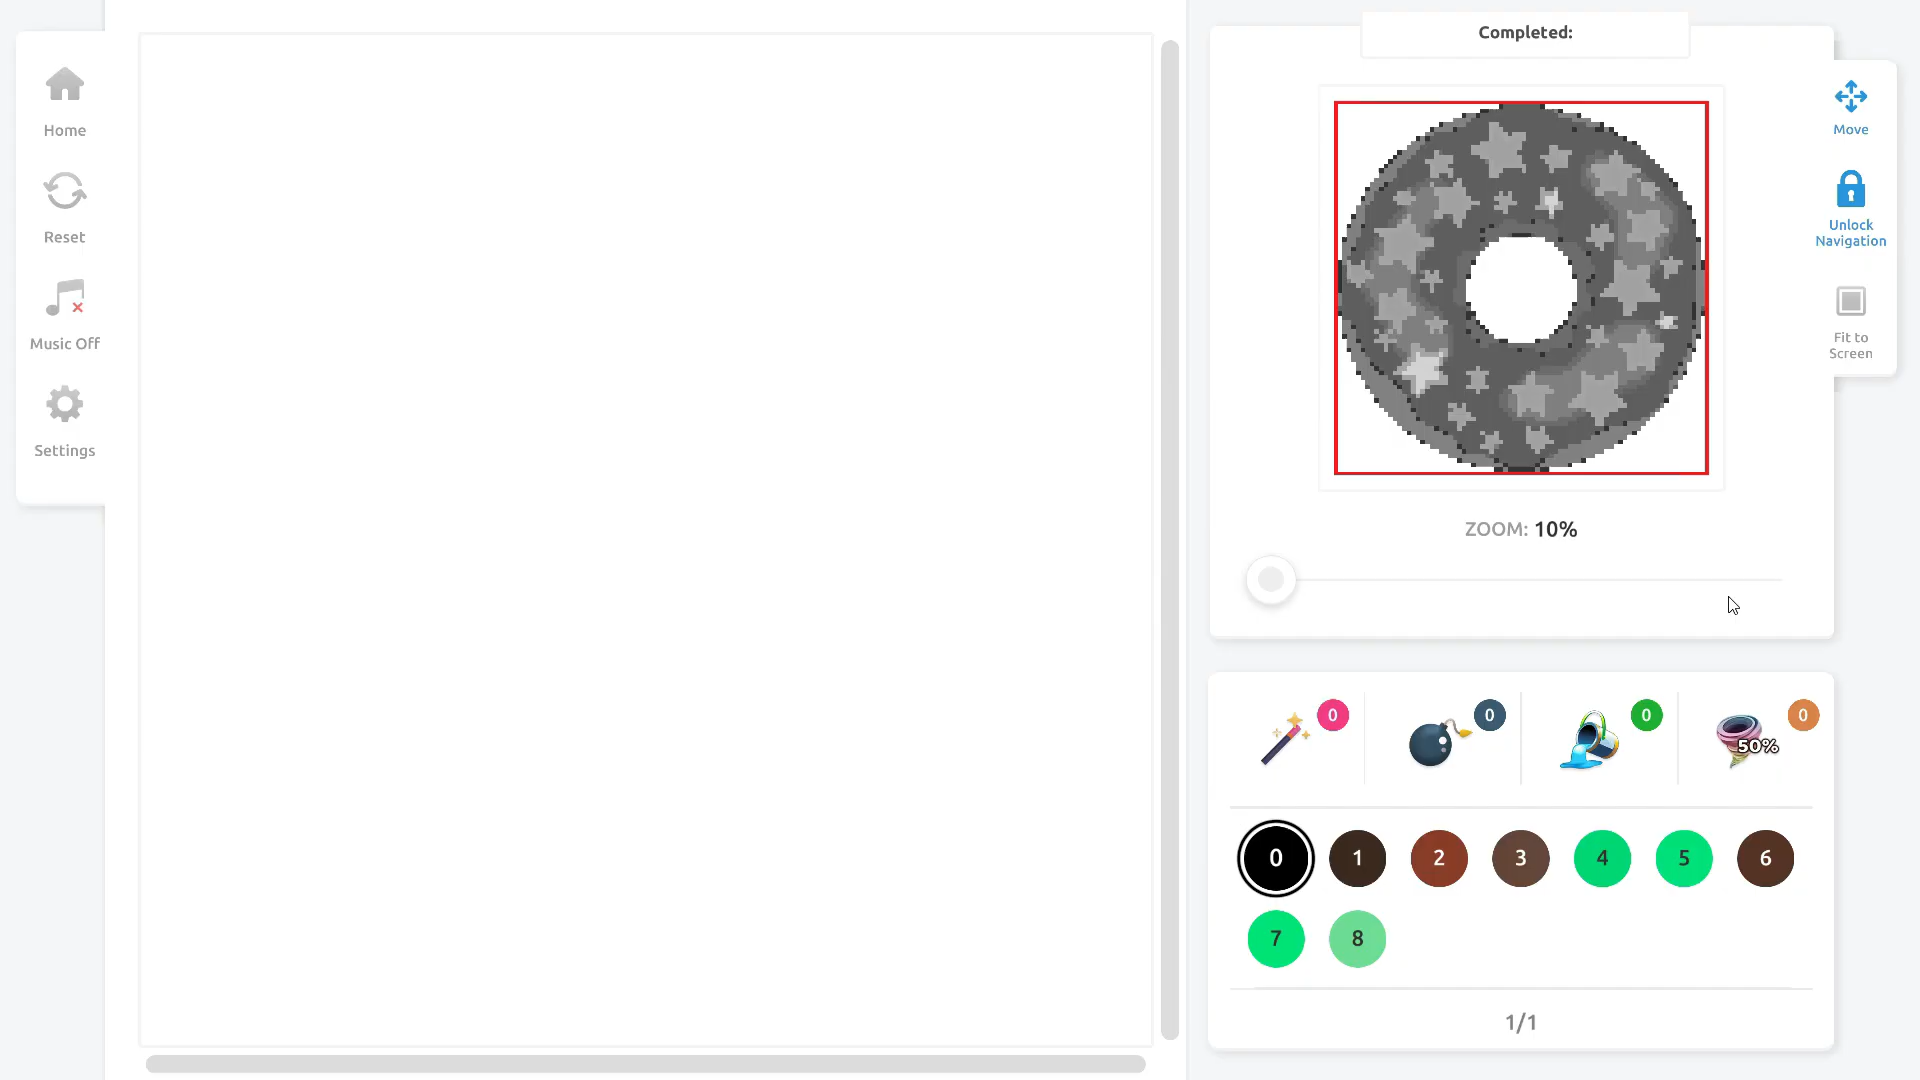 Home
Reset
Music Off
Settings
Completed:
Move
Unlock
Navigation
Fit to
Screen
ZOOM: 10%
0
0
0
50%
0
0
1
2
3
4
5
6
7
8
1/1